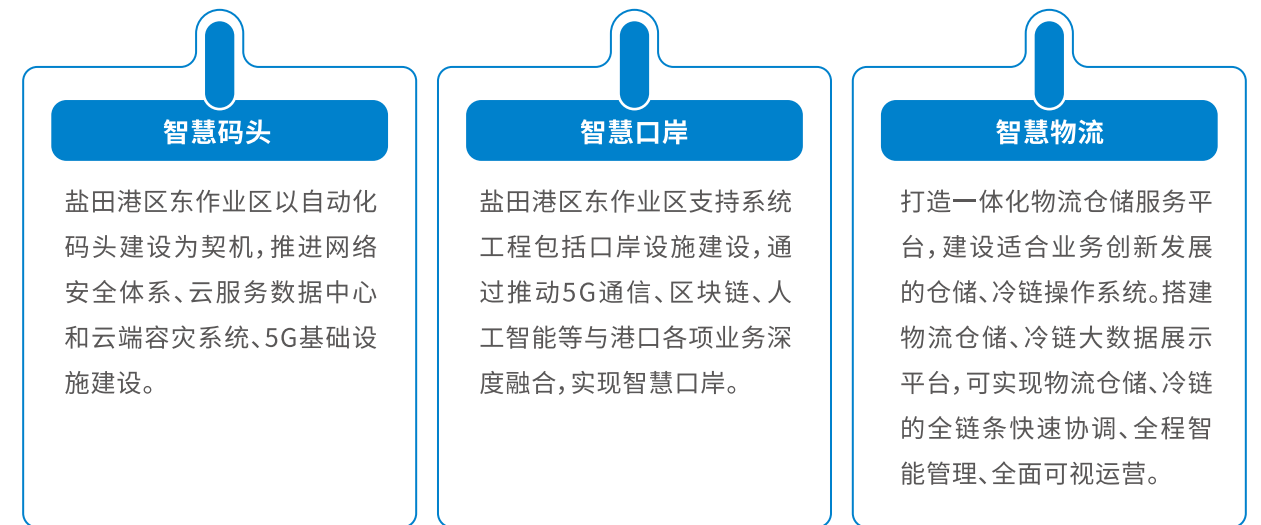 智慧码头
盐田港区东作业区以自动化
码头建设为契机，推进网络
安全体系、云服务数据中心
和云端容灾系统、5G基础设
施建设。
智慧口岸
盐田港区东作业区支持系统
工程包括口岸设施建设，通
过推动5G通信、区块链、人
工智能等与港口各项业务深
度融合，实现智慧口岸。
智慧物流
打造一体化物流仓储服务平
台，建设适合业务创新发展
的仓储、冷链操作系统。搭建
物流仓储、冷链大数据展示
平台，可实现物流仓储、冷链
的全链条快速协调、全程智
能管理、全面可视运营。